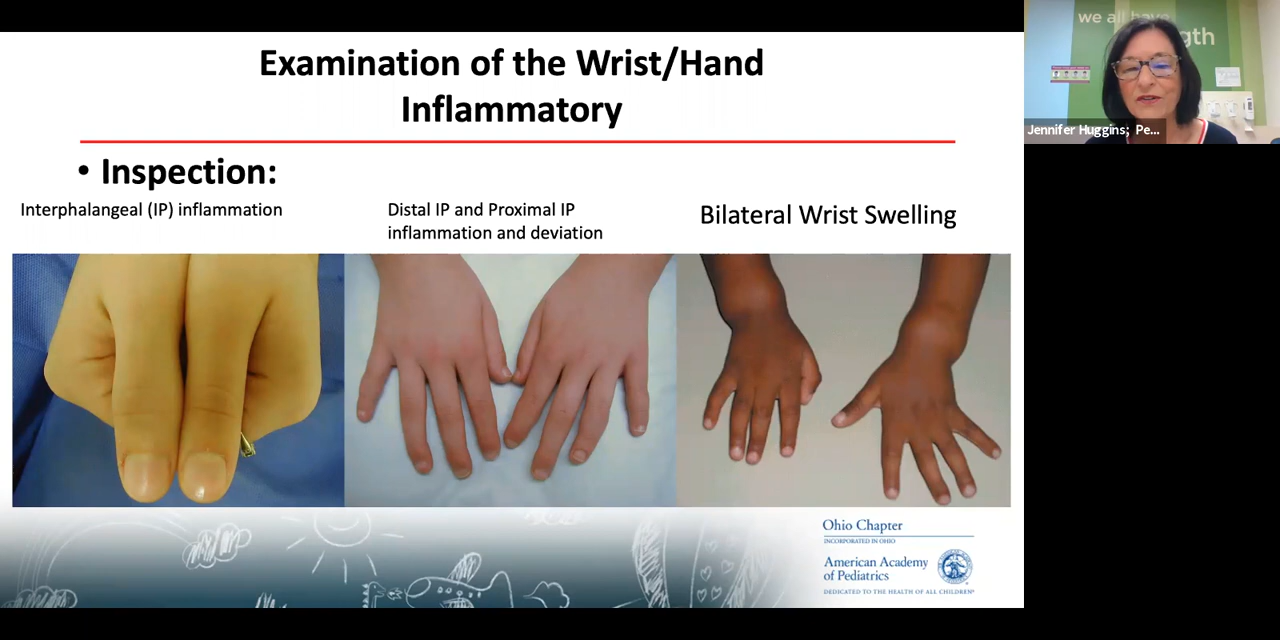 Examination of the Wrist/Hand
Inflammatory
• Inspection:
Interphalangeal (IP) inflammation
Distal IP and Proximal IP
inflammation and deviation
Bilateral Wrist Swelling
Ohio Chapter
INCORPORATED IN OHIO
American Academy
of Pediatrics
DEDICATED TO THE HEALTH OF ALL CHILDREN®
we all have
Jennifer Huggins; Pe...